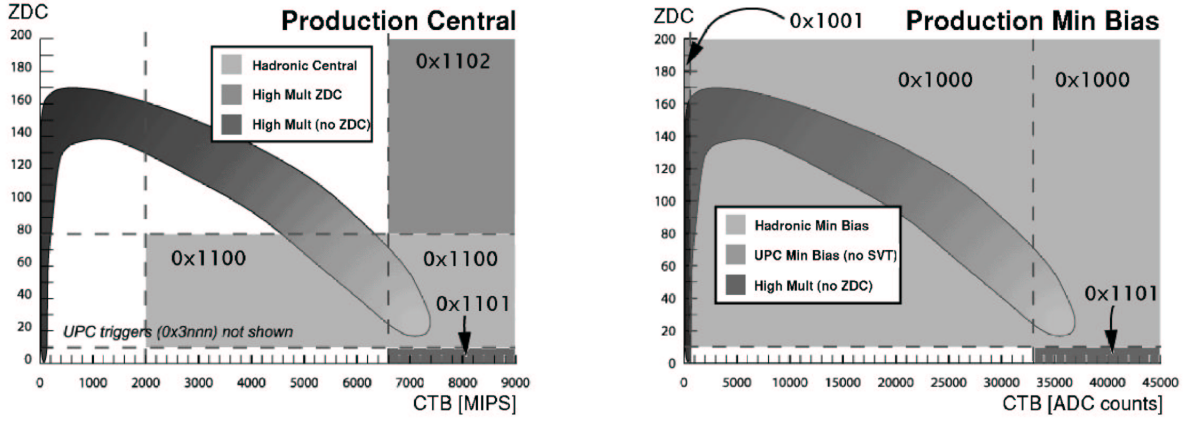 ZDC
Production Central
200
180
160
140
120
100
80
60
40
20
0
Hadronic Central
High Mult ZDC
High Mult (no ZDC)
0x1102
0x1100
0x1100
0x1101
UPC triggers (0x3nnn) not shown
0 1000 2000 3000 4000 5000 6000 7000 8000 9000
CTB [MIPS]
ZDC
0x1001
Production Min Bias
200
180
160
140
120
100
80
60
40
20
0
0x1000
0x1000
Hadronic Min Bias
UPC Min Bias (no SVT)
High Mult (no ZDC)
0x1101
0 5000 10000 15000 20000 25000 30000 35000 40000 45000
CTB [ADC counts]